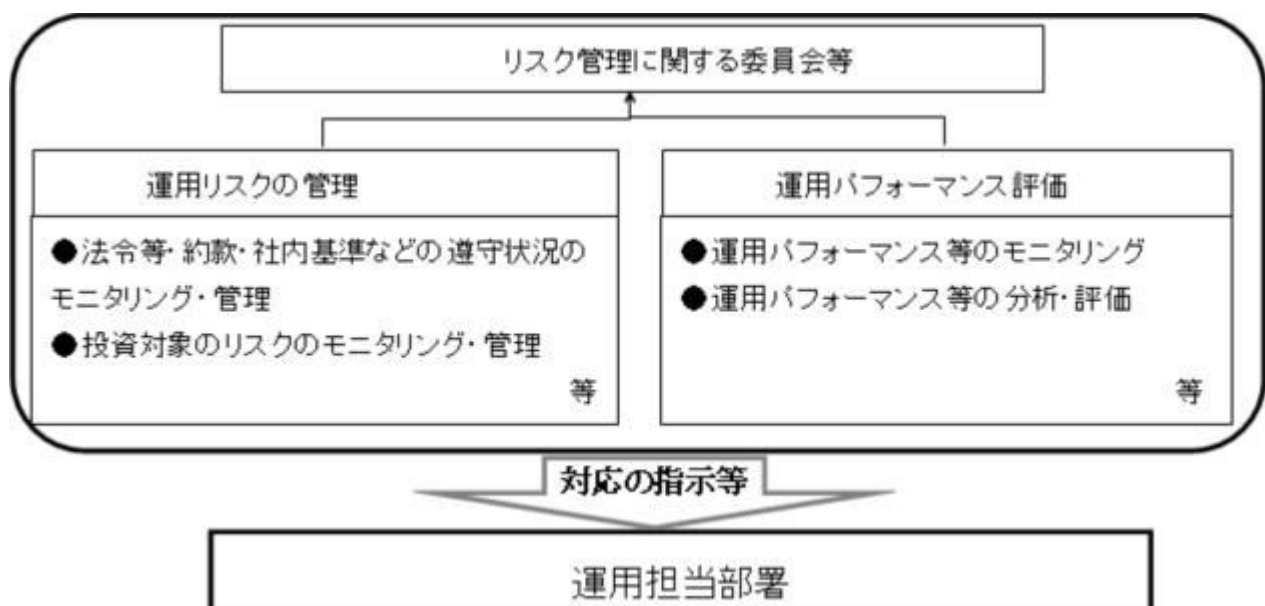 リスク管理に関する委員会等
運用リスクの管理
●法令等・約款・社内基準などの遵守状況の
モニタリング・管理
●投資対象のリスクのモニタリング・管理
等
運用パフォーマンス評価
●運用パフォーマンス等のモニタリング
●運用パフォーマンス等の分析・評価
等
対応の指示等
運用担当部署